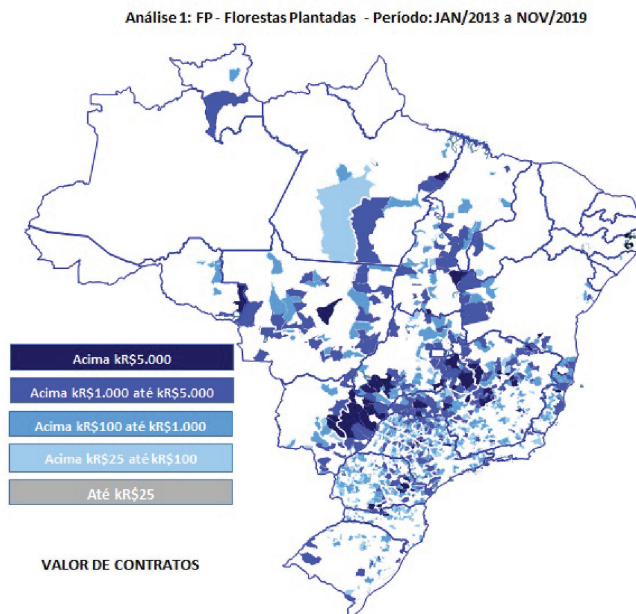 Análise 1: FP - Florestas Plantadas - Período: JAN/2013 a NOV/2019
Acima kR$5.000
Acima kR$1.000 até kR$5.000
Acima kR$100 até kR$1.000
Acima kR$25 até kR$100
Até kR$25
VALOR DE CONTRATOS